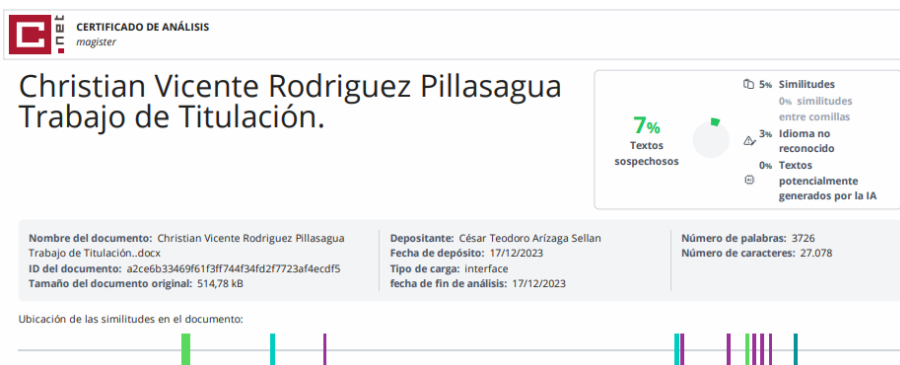 C
.net
CERTIFICADO DE ANÁLISIS
magister
Christian Vicente Rodriguez Pillasagua
Trabajo de Titulación.
7%
Textos
sospechosos
5% Similitudes
0% similitudes
entre comillas
3% Idioma no
reconocido
0% Textos
potencialmente
generados por la IA
Nombre del documento: Christian Vicente Rodriguez Pillasagua
Trabajo de Titulación..docx
ID del documento: a2ce6b33469f61f3ff744f34fd2f7723af4ecdf5
Tamaño del documento original: 514,78 kB
Depositante: César Teodoro Arízaga Sellan
Fecha de depósito: 17/12/2023
Tipo de carga: interface
fecha de fin de análisis: 17/12/2023
Número de palabras: 3726
Número de caracteres: 27.078
Ubicación de las similitudes en el documento: